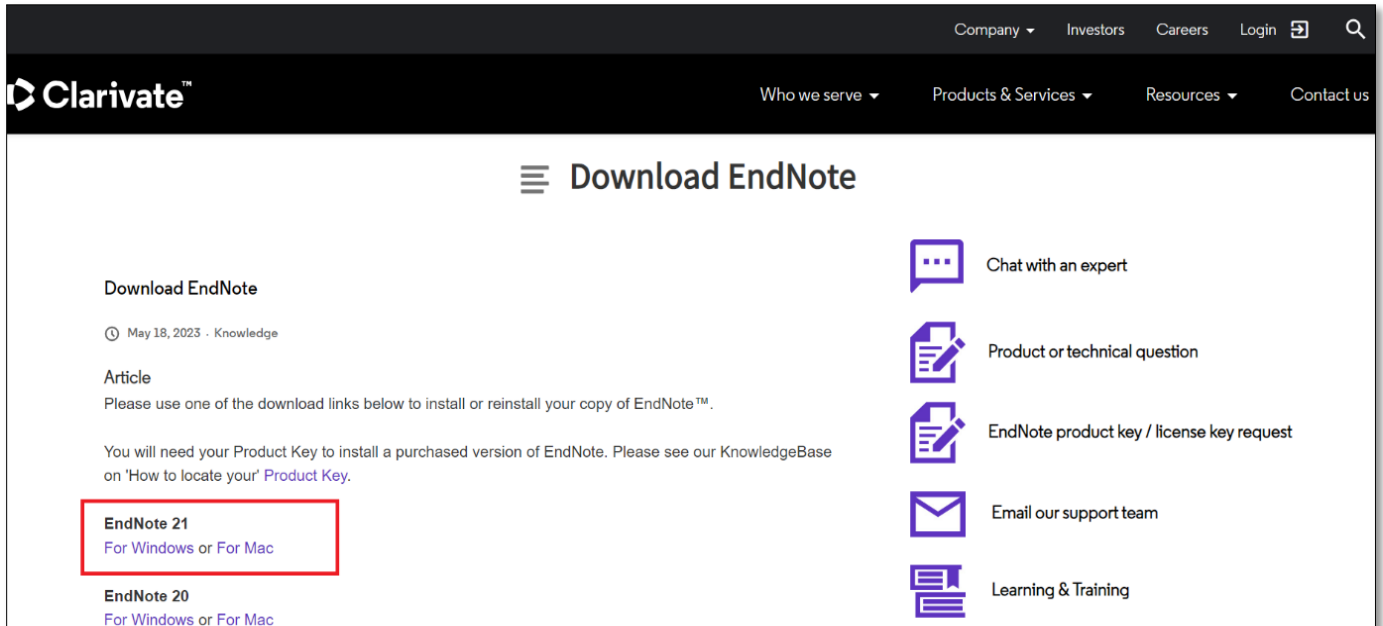 Company Investors Careers Login
Clarivate™
Who we serve Products & Services Resources Contact us
Download EndNote
Download EndNote
May 18, 2023 · Knowledge
Article
Please use one of the download links below to install or reinstall your copy of EndNote™.
You will need your Product Key to install a purchased version of EndNote. Please see our KnowledgeBase
on 'How to locate your' Product Key.
EndNote 21
For Windows or For Mac
EndNote 20
For Windows or For Mac
Chat with an expert
Product or technical question
EndNote product key / license key request
Email our support team
Learning & Training